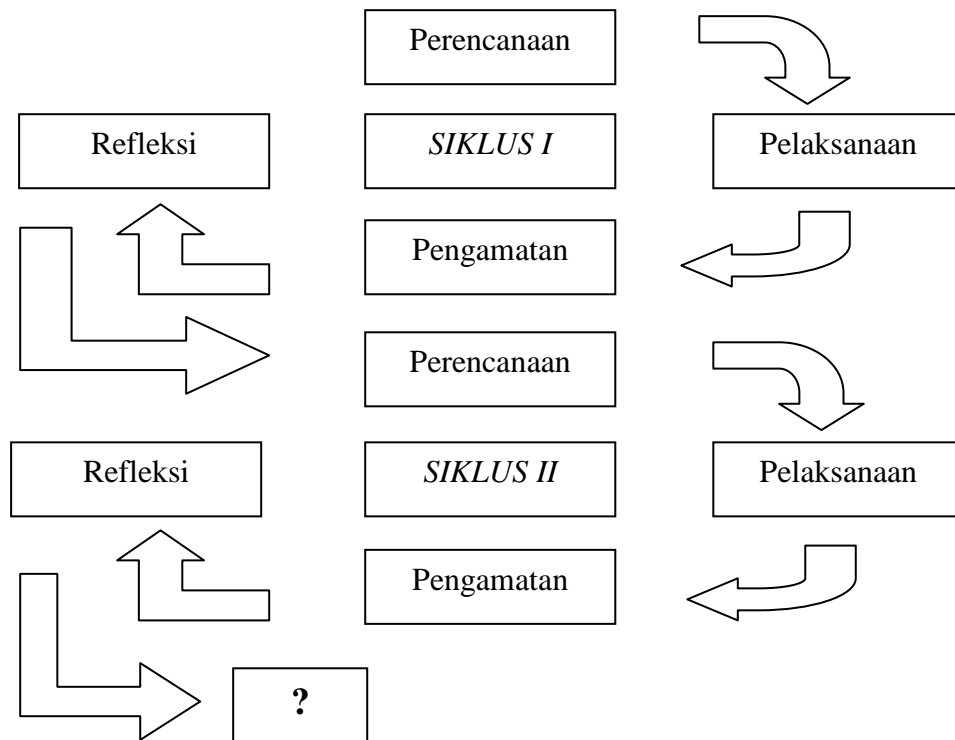 Perencanaan
Refleksi
SIKLUS I
Pelaksanaan
Pengamatan
Perencanaan
Refleksi
SIKLUS II
Pelaksanaan
Pengamatan
?